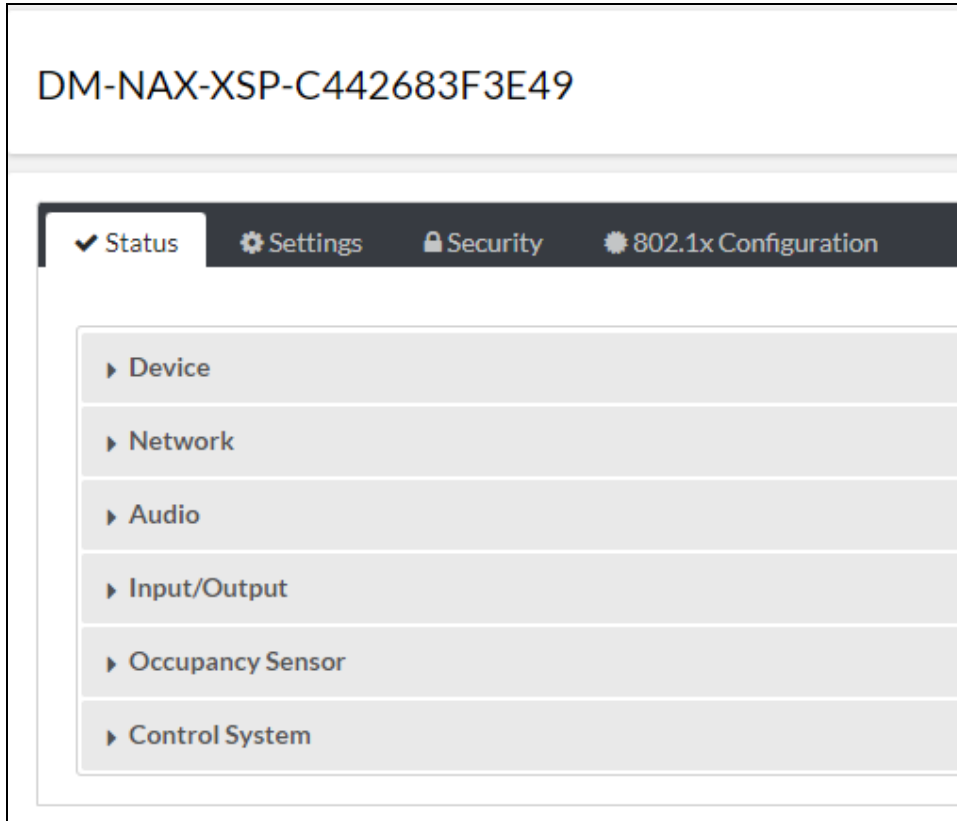 DM-NAX-XSP-C442683F3E49
Status Settings Security 802.1x Configuration
Device
Network
Audio
Input/Output
Occupancy Sensor
Control System